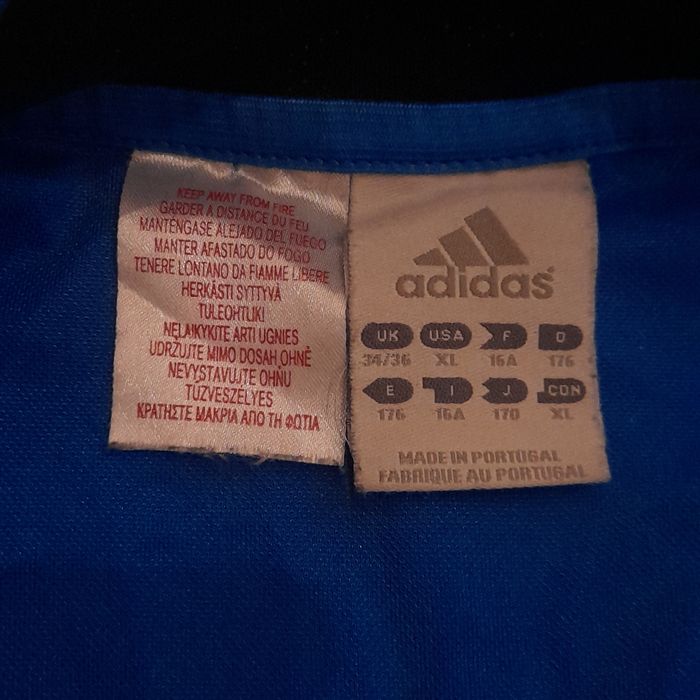 KEEP AWAY FROM FIRE
GARDER A DISTANCE DU FEU
MANTÉNGASE ALEJADO DEL FUEGO
MANTER AFASTADO DO FOGO
TENERE LONTANO DA FIAMME LIBERE
HERKÄSTI SYTTYVÄ
TULEOHTLIK!
NELAIKYKITE ARTI UGNIES
UDRŽUJTE MIMO DOSAH OHNĚ
NEVYSTAVUJTE OHŇU
TŰZVESZÉLYES
ΚΡΑΤΗΣΤΕ ΜΑΚΡΙΑ ΑΠΟ ΤΗ ΦΩΤΙΑ
adidas
UK USA F D
34/36 XL 16A 176
E I J CDN
176 16A 170 XL
MADE IN PORTUGAL
FABRIQUE AU PORTUGAL